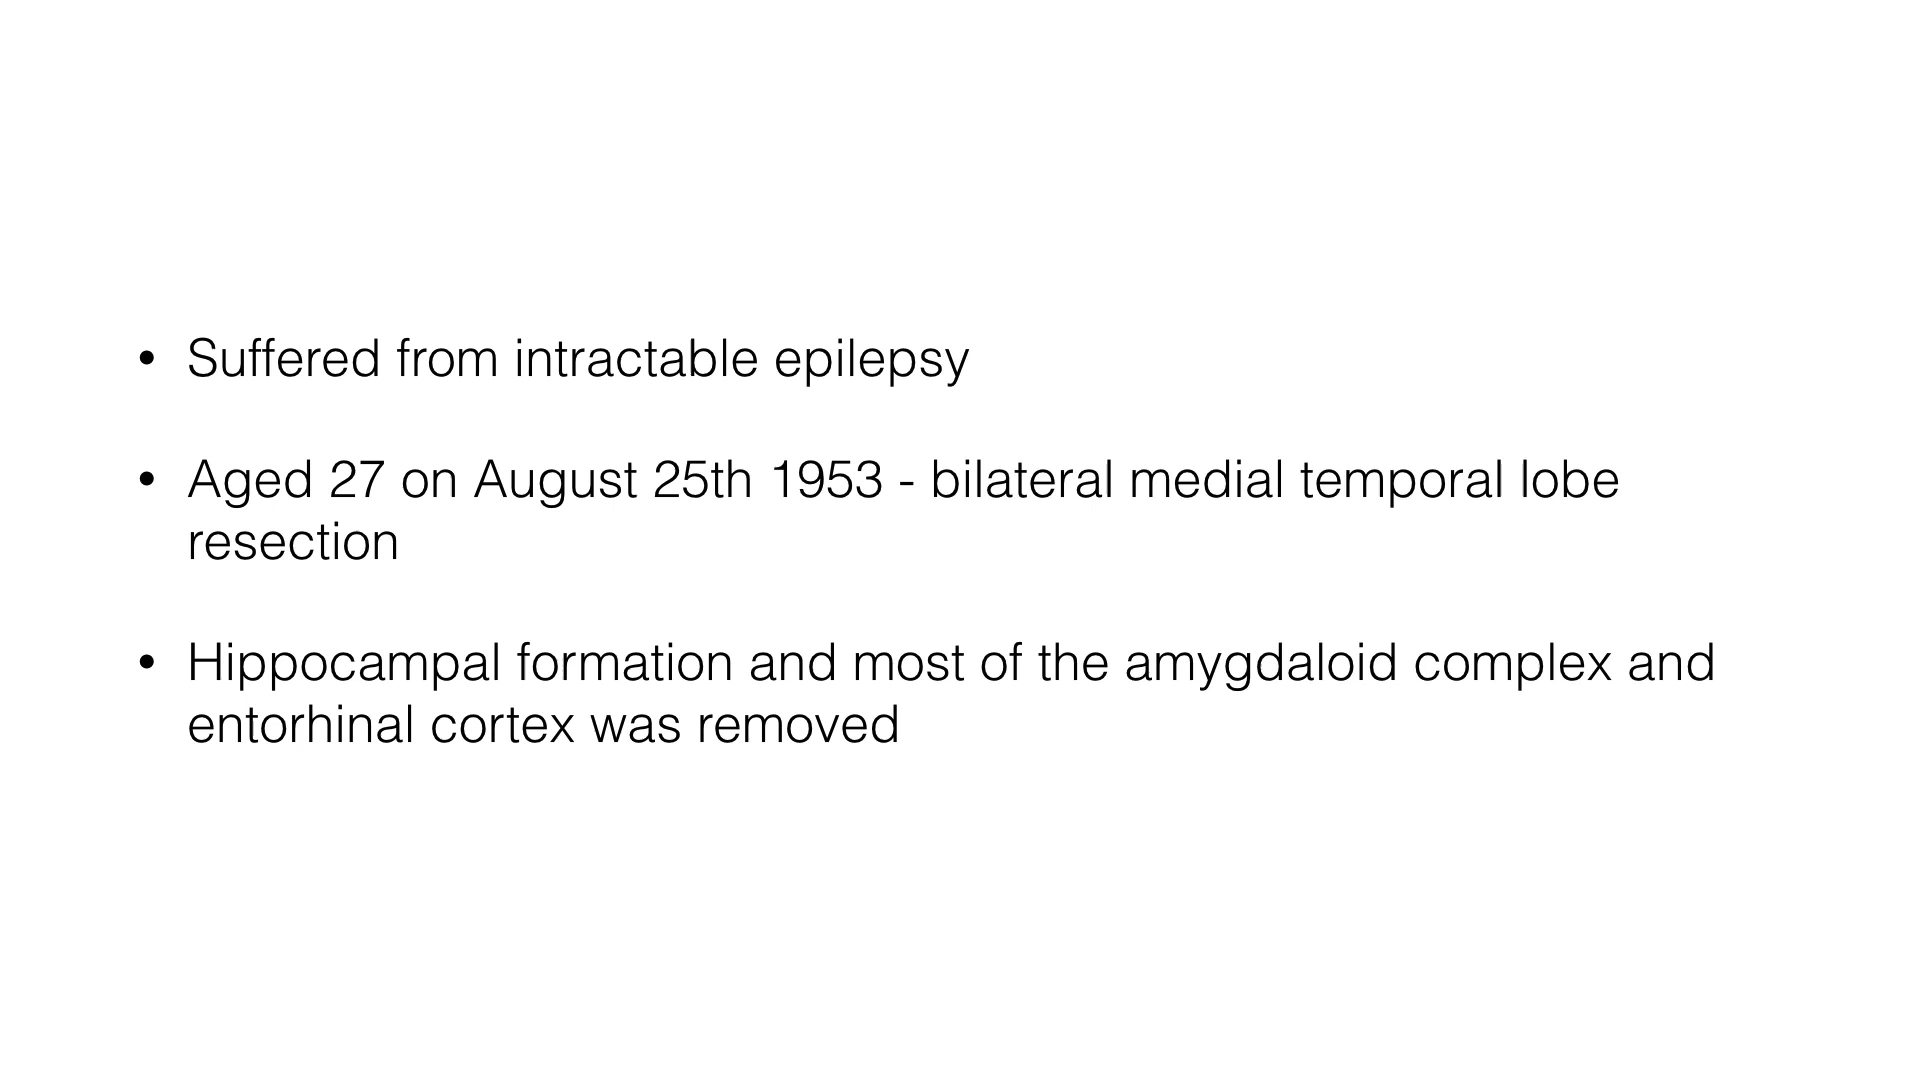 • Suffered from intractable epilepsy
• Aged 27 on August 25th 1953 - bilateral medial temporal lobe
resection
• Hippocampal formation and most of the amygdaloid complex and
entorhinal cortex was removed